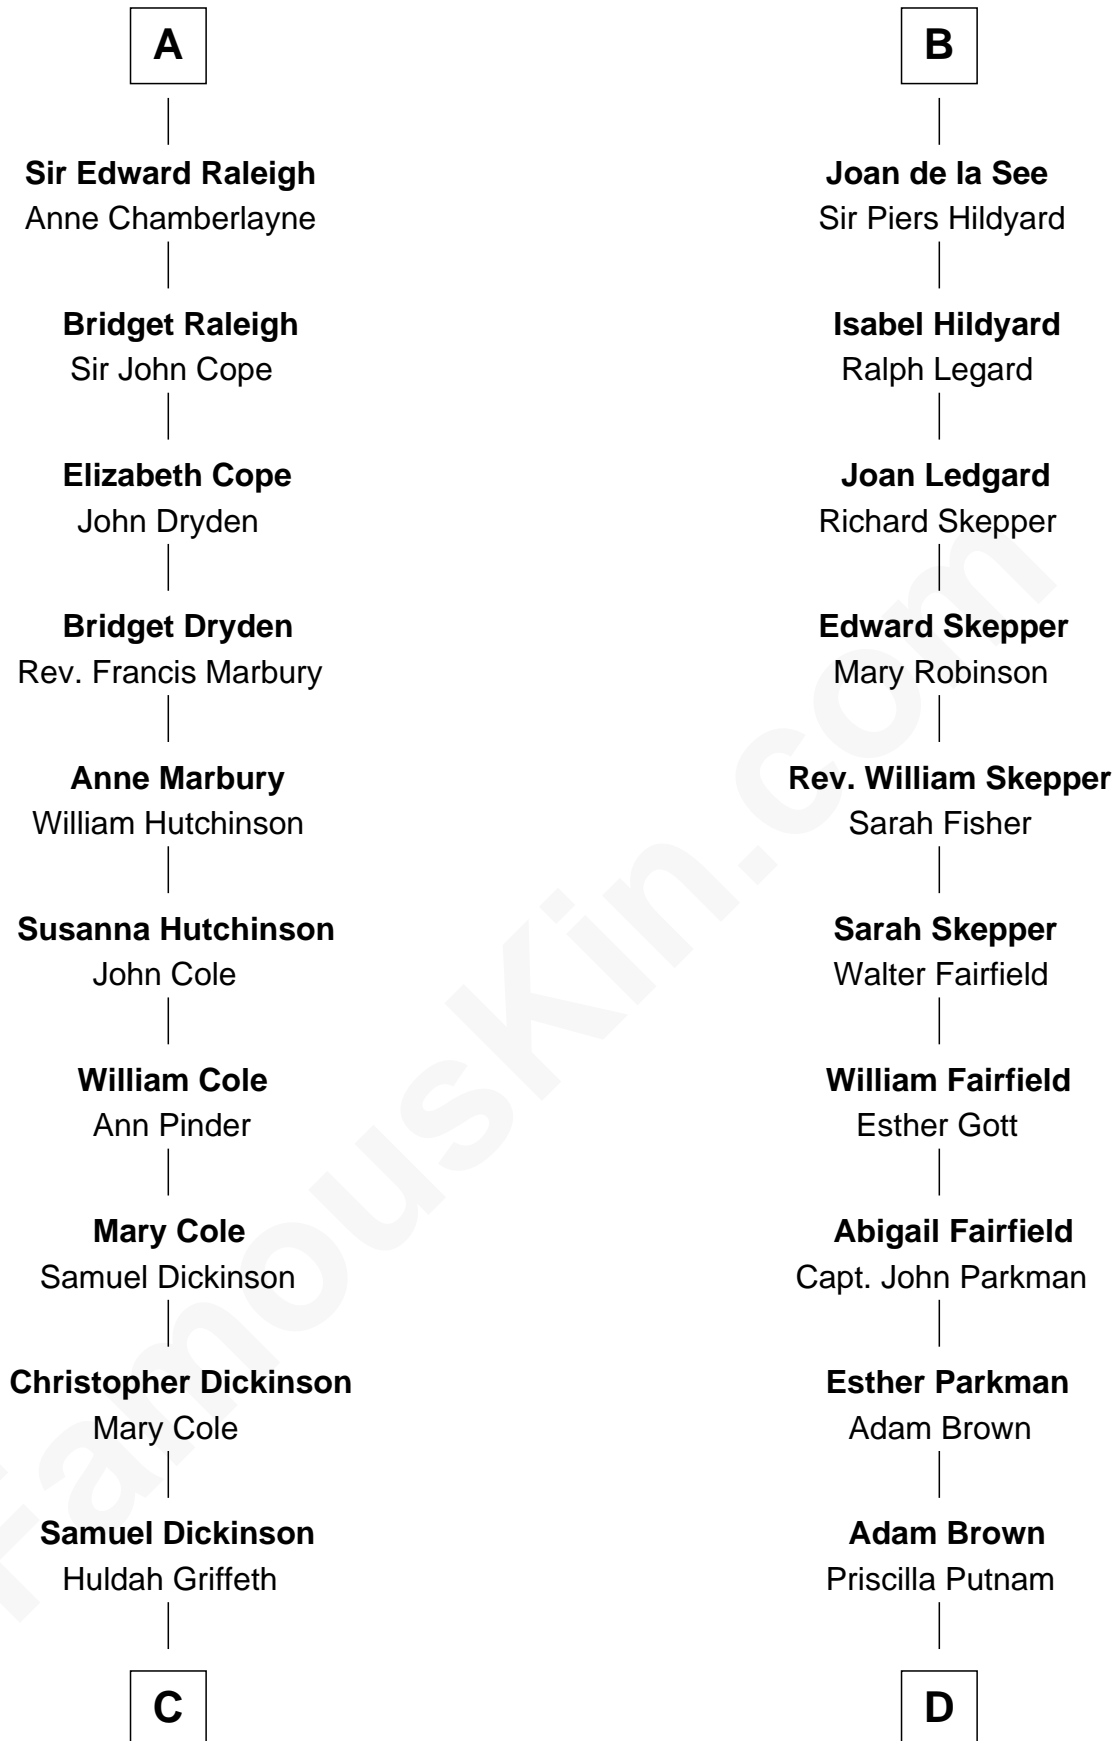 A
Sir Edward Raleigh
Anne Chamberlayne
Bridget Raleigh
Sir John Cope
Elizabeth Cope
John Dryden
Bridget Dryden
Rev. Francis Marbury
Anne Marbury
William Hutchinson
Susanna Hutchinson
John Cole
William Cole
Ann Pinder
Mary Cole
Samuel Dickinson
Christopher Dickinson
Mary Cole
Samuel Dickinson
Huldah Griffeth
C
B
Joan de la See
Sir Piers Hildyard
Isabel Hildyard
Ralph Legard
Joan Ledgard
Richard Skepper
Edward Skepper
Mary Robinson
Rev. William Skepper
Sarah Fisher
Sarah Skepper
Walter Fairfield
William Fairfield
Esther Gott
Abigail Fairfield
Capt. John Parkman
Esther Parkman
Adam Brown
Adam Brown
Priscilla Putnam
D
FamousKin.com